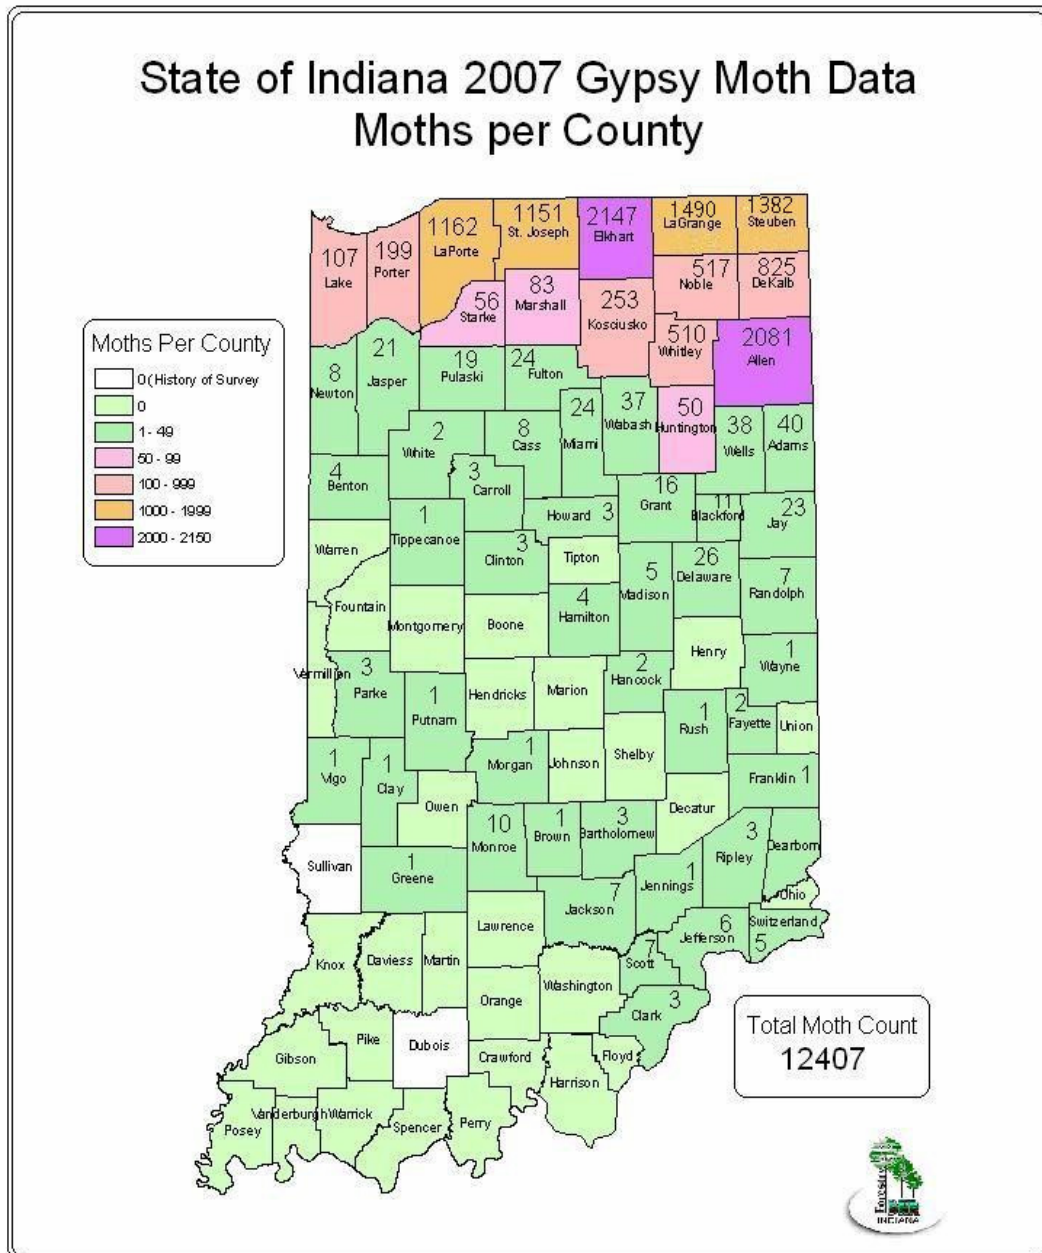 State of Indiana 2007 Gypsy Moth Data
Moths per County
1162
LaPorte
1151
St. Joseph
2147
Elkhart
1490
LaGrange
1382
Steuben
107
Lake
199
Porter
517
Noble
825
DeKalb
56
Starke
83
Marshall
253
Kosciusko
510
Whitley
2081
Allen
Moths Per County
0 (History of Survey
0
1 - 49
50 - 99
100 - 999
1000 - 1999
2000 - 2150
8
Newton
21
Jasper
19
Pulaski
24
Fulton
24
Miami
37
Wabash
50
Huntington
38
Wells
40
Adams
2
White
8
Cass
4
Benton
3
Carroll
16
Grant
11
Blackford
23
Jay
Howard 3
1
Tippecanoe
3
Clinton
Tipton
Warren
5
Madison
26
Delaware
7
Randolph
4
Hamilton
Fountain
Montgomery
Boone
Henry
1
Wayne
Vermillion
3
Parke
1
Putnam
Hendricks
Marion
2
Hancock
1
Rush
2
Fayette
Union
1
Vigo
1
Clay
1
Morgan
Johnson
Shelby
Franklin 1
Owen
Decatur
10
Monroe
1
Brown
3
Bartholomew
3
Ripley
Dearborn
Sullivan
1
Greene
1
Jennings
Ohio
7
Jackson
Lawrence
6
Jefferson
Switzerland
5
Knox
Daviess
Martin
7
Scott
Orange
Washington
Clark 3
Pike
Dubois
Gibson
Crawford
Floyd
Harrison
Posey
Vanderburgh
Warrick
Spencer
Perry
Total Moth Count
12407
Forestry
INDIANA